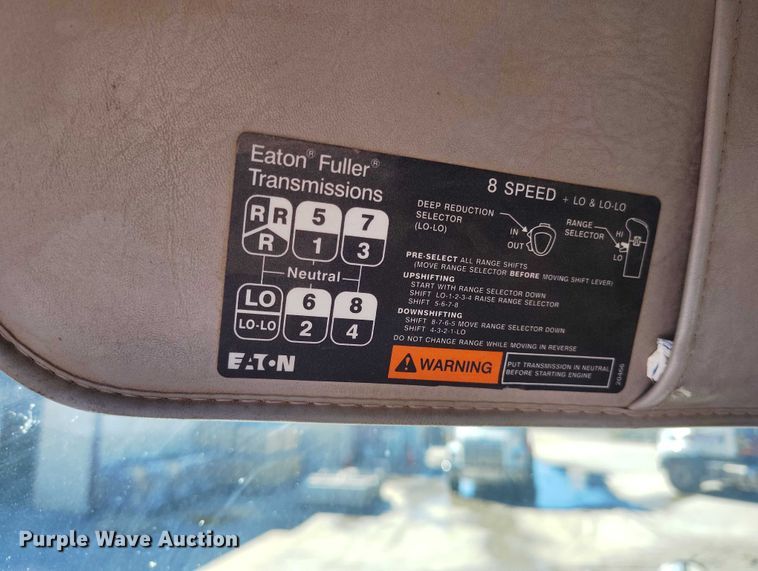 Eaton® Fuller®
Transmissions
8 SPEED + LO & LO-LO
R R 5 7
R 1 3
Neutral
LO 6 8
LO-LO 2 4
EATON
DEEP REDUCTION
SELECTOR
(LO-LO)
IN
OUT
RANGE
SELECTOR
HI
LO
PRE-SELECT ALL RANGE SHIFTS
(MOVE RANGE SELECTOR BEFORE MOVING SHIFT LEVER)
UPSHIFTING
START WITH RANGE SELECTOR DOWN
SHIFT LO-1-2-3-4 RAISE RANGE SELECTOR
SHIFT 5-6-7-8
DOWNSHIFTING
SHIFT 8-7-6-5 MOVE RANGE SELECTOR DOWN
SHIFT 4-3-2-1-LO
DO NOT CHANGE RANGE WHILE MOVING IN REVERSE
WARNING
PUT TRANSMISSION IN NEUTRAL
BEFORE STARTING ENGINE
20456
Purple Wave Auction